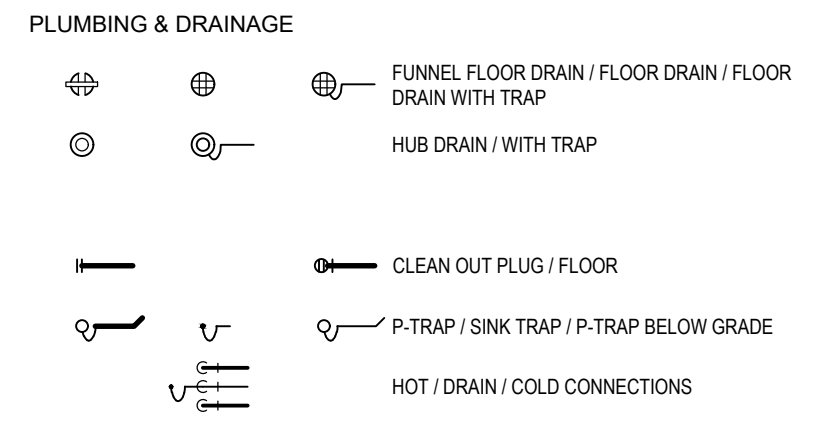 PLUMBING & DRAINAGE
FUNNEL FLOOR DRAIN / FLOOR DRAIN / FLOOR
DRAIN WITH TRAP
HUB DRAIN / WITH TRAP
CLEAN OUT PLUG / FLOOR
P-TRAP / SINK TRAP / P-TRAP BELOW GRADE
HOT / DRAIN / COLD CONNECTIONS